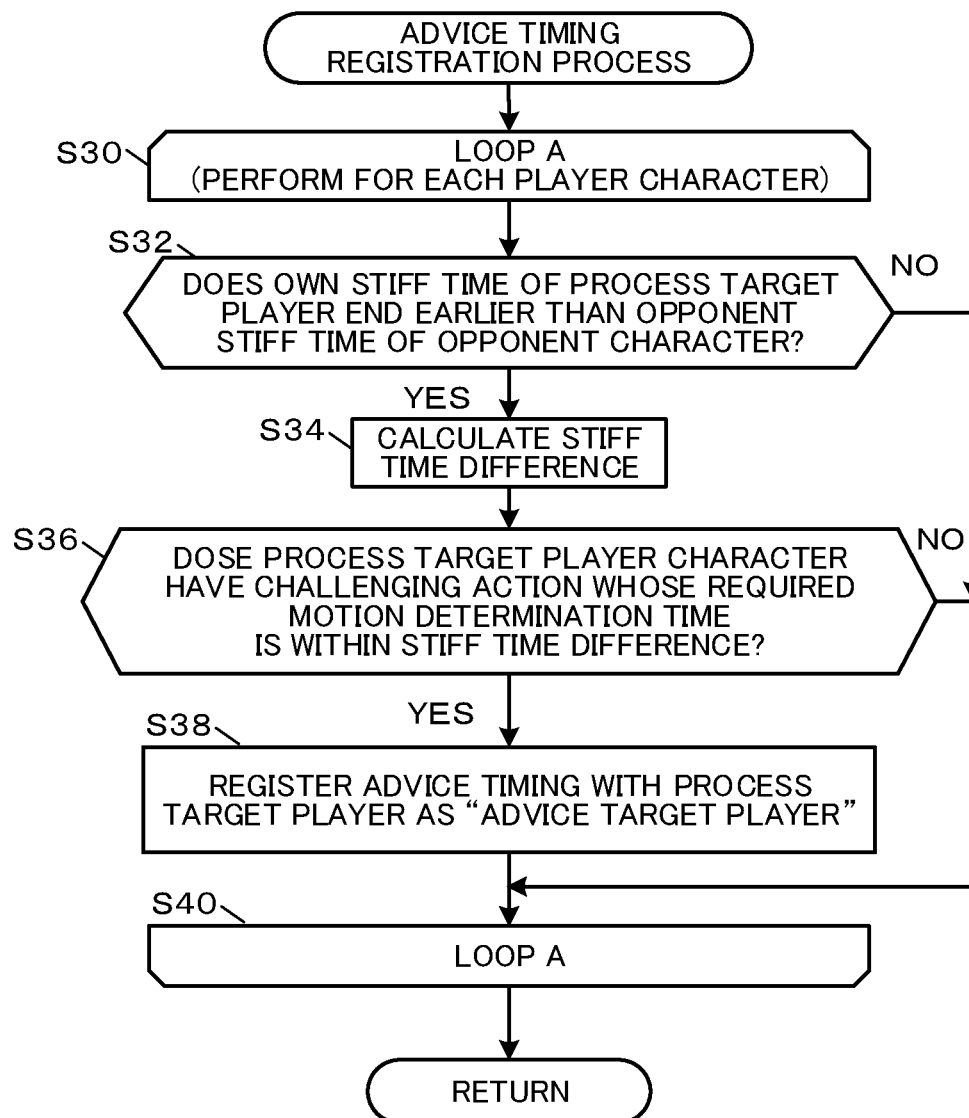 ADVICE TIMING
REGISTRATION PROCESS
S30
LOOP A
(PERFORM FOR EACH PLAYER CHARACTER)
S32
NO
DOES OWN STIFF TIME OF PROCESS TARGET
PLAYER END EARLIER THAN OPPONENT
STIFF TIME OF OPPONENT CHARACTER?
YES
S34
CALCULATE STIFF
TIME DIFFERENCE
S36
NO
DOSE PROCESS TARGET PLAYER CHARACTER
HAVE CHALLENGING ACTION WHOSE REQUIRED
MOTION DETERMINATION TIME
IS WITHIN STIFF TIME DIFFERENCE?
YES
S38
REGISTER ADVICE TIMING WITH PROCESS
TARGET PLAYER AS “ADVICE TARGET PLAYER”
S40
LOOP A
RETURN